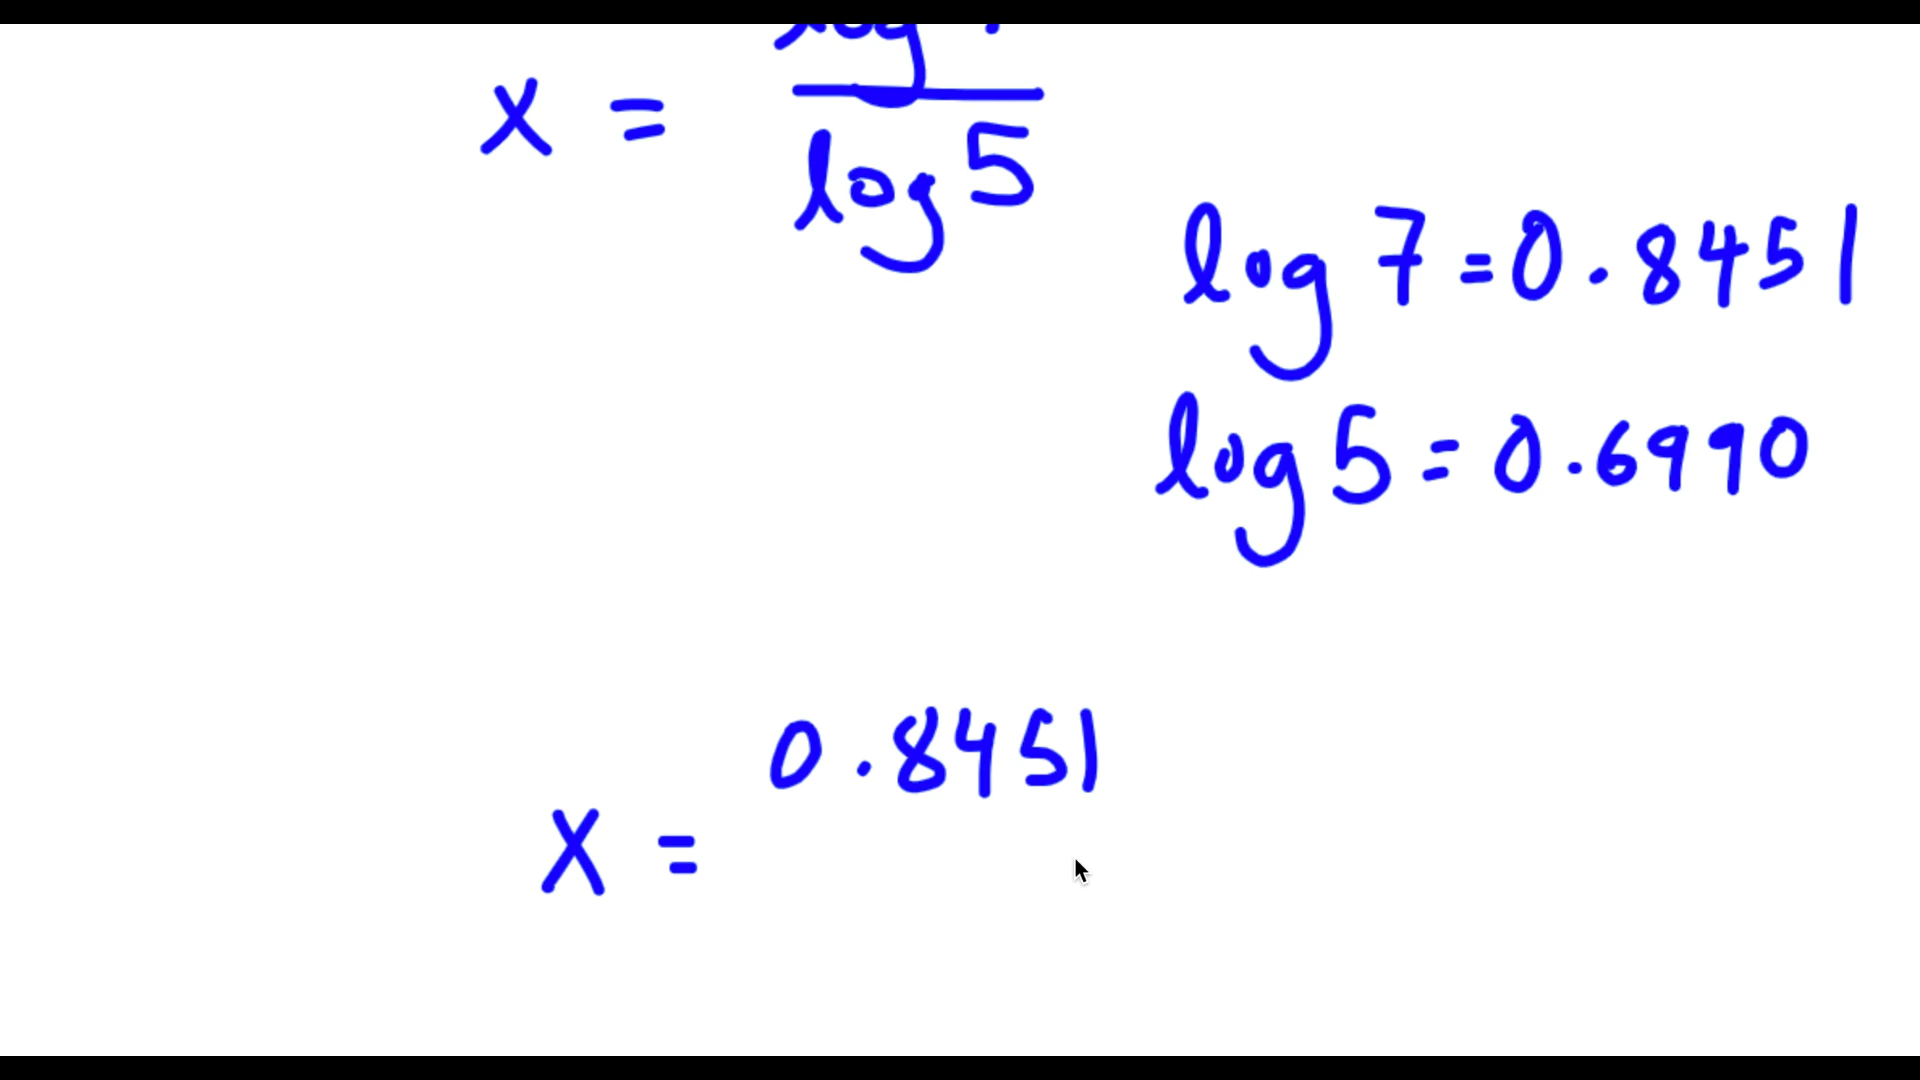 x =
log 5
log 7 = 0.8451
log 5 = 0.6990
0.8451
X =